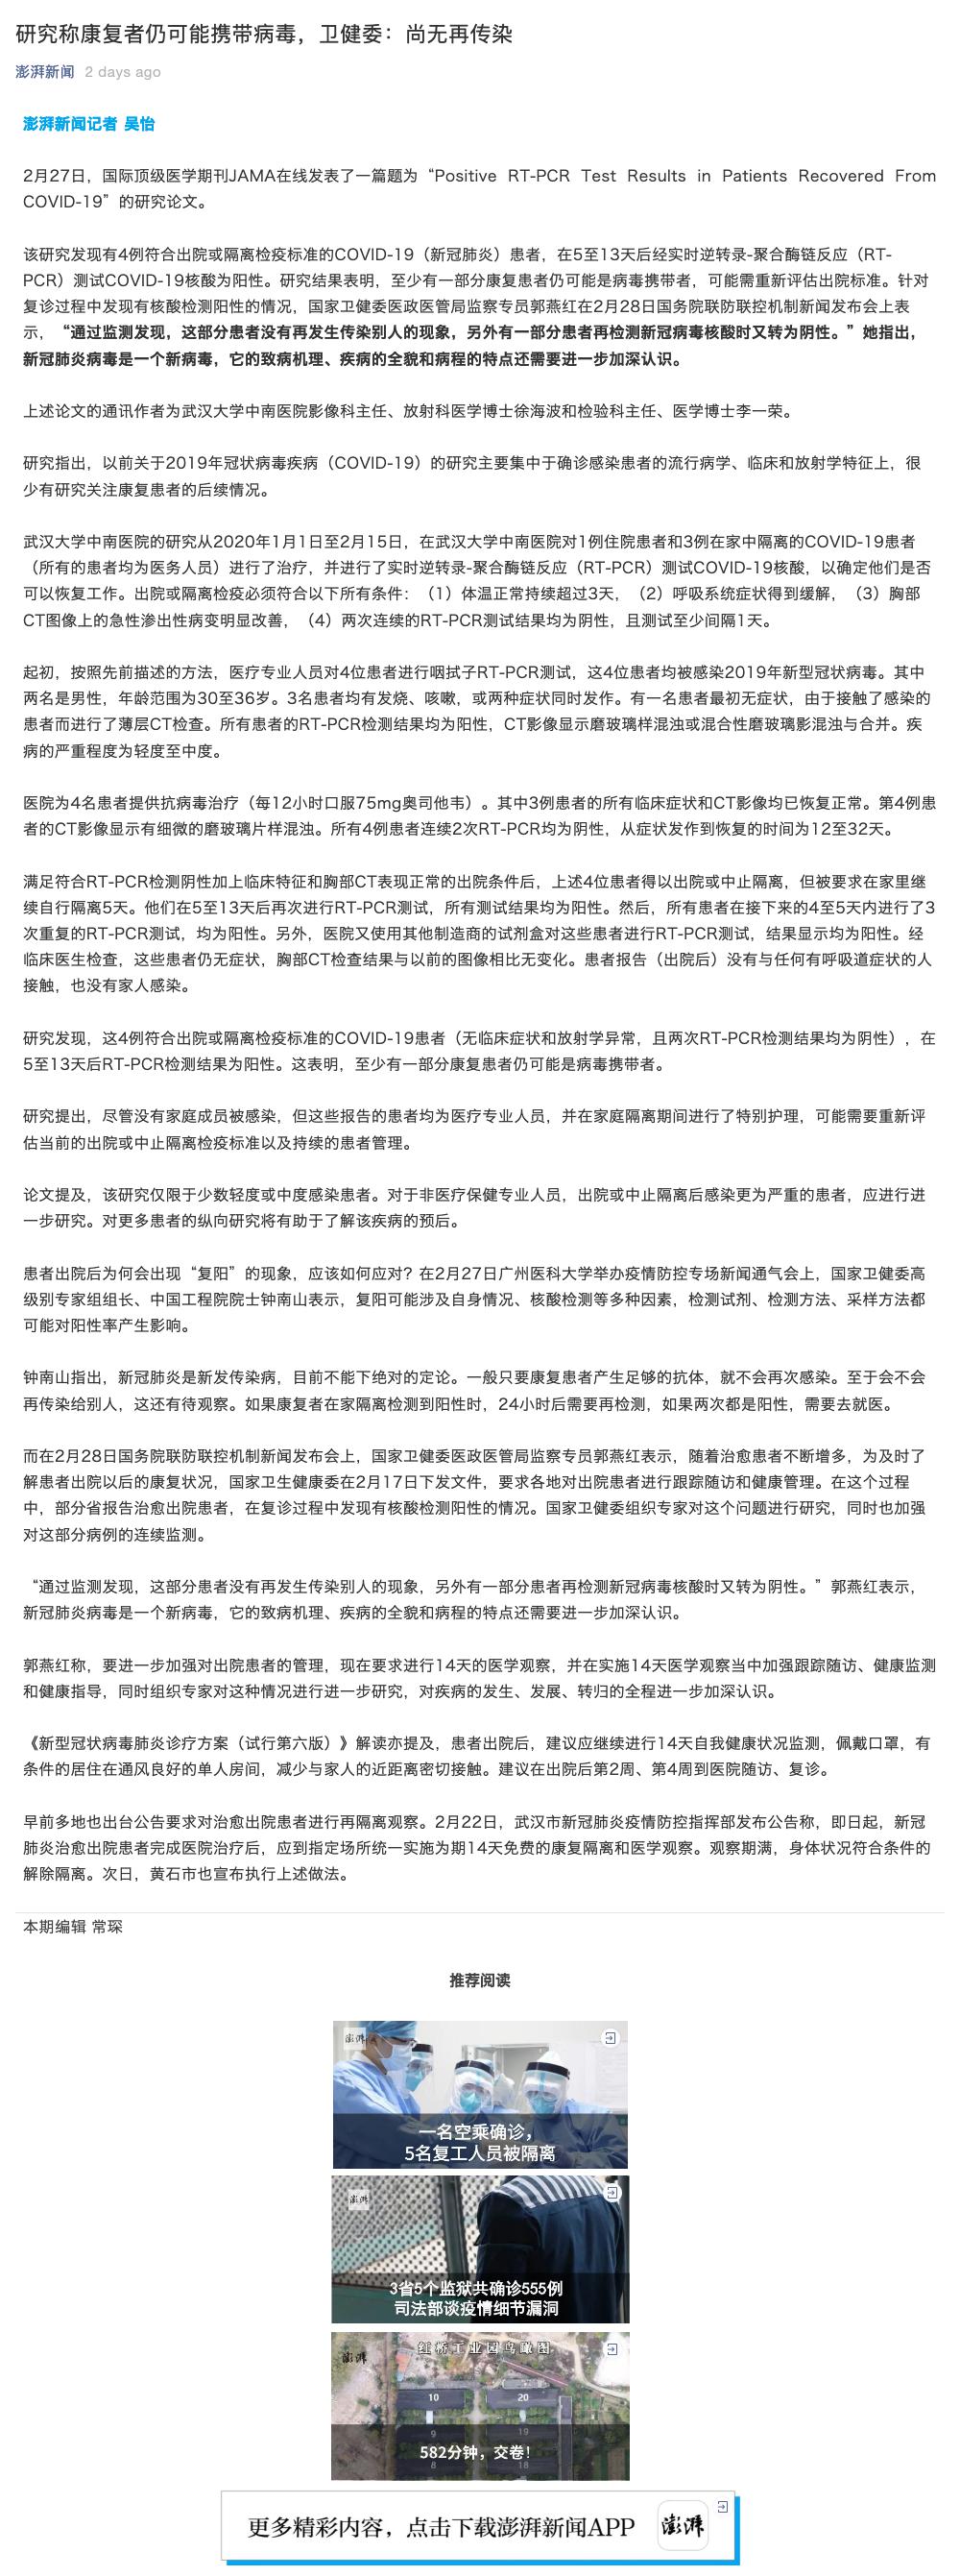 研究称康复者仍可能携带病毒，卫健委：尚无再传染
澎湃新闻 2 days ago
澎湃新闻记者 吴怡
2月27日，国际顶级医学期刊JAMA在线发表了一篇题为“Positive RT-PCR Test Results in Patients Recovered From
COVID-19”的研究论文。
该研究发现有4例符合出院或隔离检疫标准的COVID-19（新冠肺炎）患者，在5至13天后经实时逆转录-聚合酶链反应（RT-
PCR）测试COVID-19核酸为阳性。研究结果表明，至少有一部分康复患者仍可能是病毒携带者，可能需重新评估出院标准。针对
复诊过程中发现有核酸检测阳性的情况，国家卫健委医政医管局监察专员郭燕红在2月28日国务院联防联控机制新闻发布会上表
示，“通过监测发现，这部分患者没有再发生传染别人的现象，另外有一部分患者再检测新冠病毒核酸时又转为阴性。”她指出，
新冠肺炎病毒是一个新病毒，它的致病机理、疾病的全貌和病程的特点还需要进一步加深认识。
上述论文的通讯作者为武汉大学中南医院影像科主任、放射科医学博士徐海波和检验科主任、医学博士李一荣。
研究指出，以前关于2019年冠状病毒疾病（COVID-19）的研究主要集中于确诊感染患者的流行病学、临床和放射学特征上，很
少有研究关注康复患者的后续情况。
武汉大学中南医院的研究从2020年1月1日至2月15日，在武汉大学中南医院对1例住院患者和3例在家中隔离的COVID-19患者
（所有的患者均为医务人员）进行了治疗，并进行了实时逆转录-聚合酶链反应（RT-PCR）测试COVID-19核酸，以确定他们是否
可以恢复工作。出院或隔离检疫必须符合以下所有条件：（1）体温正常持续超过3天，（2）呼吸系统症状得到缓解，（3）胸部
CT图像上的急性渗出性病变明显改善，（4）两次连续的RT-PCR测试结果均为阴性，且测试至少间隔1天。
起初，按照先前描述的方法，医疗专业人员对4位患者进行咽拭子RT-PCR测试，这4位患者均被感染2019年新型冠状病毒。其中
两名是男性，年龄范围为30至36岁。3名患者均有发烧、咳嗽，或两种症状同时发作。有一名患者最初无症状，由于接触了感染的
患者而进行了薄层CT检查。所有患者的RT-PCR检测结果均为阳性，CT影像显示磨玻璃样混浊或混合性磨玻璃影混浊与合并。疾
病的严重程度为轻度至中度。
医院为4名患者提供抗病毒治疗（每12小时口服75mg奥司他韦）。其中3例患者的所有临床症状和CT影像均已恢复正常。第4例患
者的CT影像显示有细微的磨玻璃片样混浊。所有4例患者连续2次RT-PCR均为阴性，从症状发作到恢复的时间为12至32天。
满足符合RT-PCR检测阴性加上临床特征和胸部CT表现正常的出院条件后，上述4位患者得以出院或中止隔离，但被要求在家里继
续自行隔离5天。他们在5至13天后再次进行RT-PCR测试，所有测试结果均为阳性。然后，所有患者在接下来的4至5天内进行了3
次重复的RT-PCR测试，均为阳性。另外，医院又使用其他制造商的试剂盒对这些患者进行RT-PCR测试，结果显示均为阳性。经
临床医生检查，这些患者仍无症状，胸部CT检查结果与以前的图像相比无变化。患者报告（出院后）没有与任何有呼吸道症状的人
接触，也没有家人感染。
研究发现，这4例符合出院或隔离检疫标准的COVID-19患者（无临床症状和放射学异常，且两次RT-PCR检测结果均为阴性），在
5至13天后RT-PCR检测结果为阳性。这表明，至少有一部分康复患者仍可能是病毒携带者。
研究提出，尽管没有家庭成员被感染，但这些报告的患者均为医疗专业人员，并在家庭隔离期间进行了特别护理，可能需要重新评
估当前的出院或中止隔离检疫标准以及持续的患者管理。
论文提及，该研究仅限于少数轻度或中度感染患者。对于非医疗保健专业人员，出院或中止隔离后感染更为严重的患者，应进行进
一步研究。对更多患者的纵向研究将有助于了解该疾病的预后。
患者出院后为何会出现“复阳”的现象，应该如何应对？在2月27日广州医科大学举办疫情防控专场新闻通气会上，国家卫健委高
级别专家组组长、中国工程院院士钟南山表示，复阳可能涉及自身情况、核酸检测等多种因素，检测试剂、检测方法、采样方法都
可能对阳性率产生影响。
钟南山指出，新冠肺炎是新发传染病，目前不能下绝对的定论。一般只要康复患者产生足够的抗体，就不会再次感染。至于会不会
再传染给别人，这还有待观察。如果康复者在家隔离检测到阳性时，24小时后需要再检测，如果两次都是阳性，需要去就医。
而在2月28日国务院联防联控机制新闻发布会上，国家卫健委医政医管局监察专员郭燕红表示，随着治愈患者不断增多，为及时了
解患者出院以后的康复状况，国家卫生健康委在2月17日下发文件，要求各地对出院患者进行跟踪随访和健康管理。在这个过程
中，部分省报告治愈出院患者，在复诊过程中发现有核酸检测阳性的情况。国家卫健委组织专家对这个问题进行研究，同时也加强
对这部分病例的连续监测。
“通过监测发现，这部分患者没有再发生传染别人的现象，另外有一部分患者再检测新冠病毒核酸时又转为阴性。”郭燕红表示，
新冠肺炎病毒是一个新病毒，它的致病机理、疾病的全貌和病程的特点还需要进一步加深认识。
郭燕红称，要进一步加强对出院患者的管理，现在要求进行14天的医学观察，并在实施14天医学观察当中加强跟踪随访、健康监测
和健康指导，同时组织专家对这种情况进行进一步研究，对疾病的发生、发展、转归的全程进一步加深认识。
《新型冠状病毒肺炎诊疗方案（试行第六版）》解读亦提及，患者出院后，建议应继续进行14天自我健康状况监测，佩戴口罩，有
条件的居住在通风良好的单人房间，减少与家人的近距离密切接触。建议在出院后第2周、第4周到医院随访、复诊。
早前多地也出台公告要求对治愈出院患者进行再隔离观察。2月22日，武汉市新冠肺炎疫情防控指挥部发布公告称，即日起，新冠
肺炎治愈出院患者完成医院治疗后，应到指定场所统一实施为期14天免费的康复隔离和医学观察。观察期满，身体状况符合条件的
解除隔离。次日，黄石市也宣布执行上述做法。
本期编辑 常琛
推荐阅读
澎湃
一名空乘确诊，
5名复工人员被隔离
澎湃
3省5个监狱共确诊555例
司法部谈疫情细节漏洞
澎湃
红桥工业园鸟瞰图
10 20
9 19
582分钟，交卷！
8 18
更多精彩内容，点击下载澎湃新闻APP 澎湃